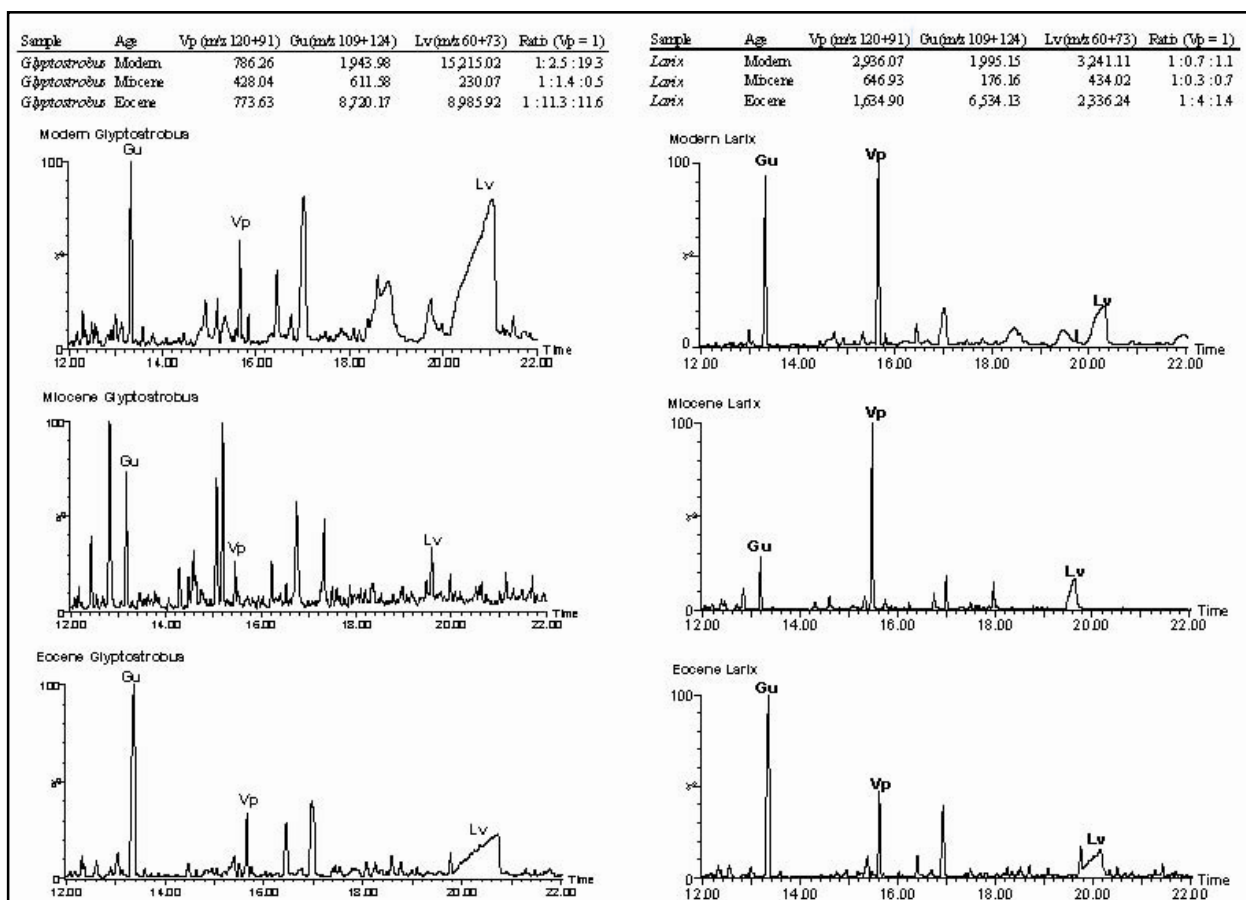 Sample Age Vp (m/z 120+91) Gu(m/z 109+124) Lv(m/z 60+73) Ratio (Vp = 1)
Glyptostrobus Modern 786.26 1,943.98 15,215.02 1:2.5:19.3
Glyptostrobus Miocene 428.04 611.58 230.07 1:1.4:0.5
Glyptostrobus Eocene 773.63 8,720.17 8,985.92 1:11.3:11.6
Sample Age Vp (m/z 120+91) Gu(m/z 109+124) Lv(m/z 60+73) Ratio (Vp = 1)
Larix Modern 2,936.07 1,995.15 3,241.11 1:0.7:1.1
Larix Miocene 646.93 176.16 434.02 1:0.3:0.7
Larix Eocene 1,634.90 6,534.13 2,336.24 1:4:1.4
Modern Glyptostrobus
100
Gu
Vp
Lv
%
0
12.00 14.00 16.00 18.00 20.00 22.00
Time
Modern Larix
100
Gu
Vp
Lv
%
0
12.00 14.00 16.00 18.00 20.00 22.00
Time
Miocene Glyptostrobus
100
Gu
Vp
Lv
%
0
12.00 14.00 16.00 18.00 20.00 22.00
Time
Miocene Larix
100
Vp
Gu
Lv
%
0
12.00 14.00 16.00 18.00 20.00 22.00
Time
Eocene Glyptostrobus
100
Gu
Vp
Lv
%
0
12.00 14.00 16.00 18.00 20.00 22.00
Time
Eocene Larix
100
Gu
Vp
Lv
%
0
12.00 14.00 16.00 18.00 20.00 22.00
Time